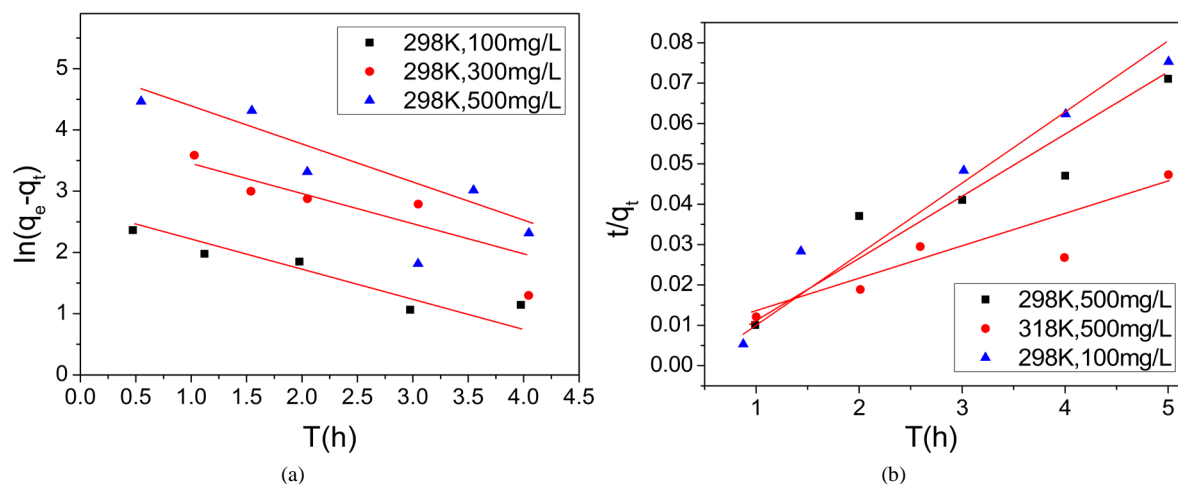 298K,100mg/L
298K,300mg/L
298K,500mg/L
ln(qₑ-qₜ)
5
4
3
2
1
0
0.0 0.5 1.0 1.5 2.0 2.5 3.0 3.5 4.0 4.5
T(h)
(a)
t/qₜ
0.08
0.07
0.06
0.05
0.04
0.03
0.02
0.01
0.00
298K,500mg/L
318K,500mg/L
298K,100mg/L
1 2 3 4 5
T(h)
(b)